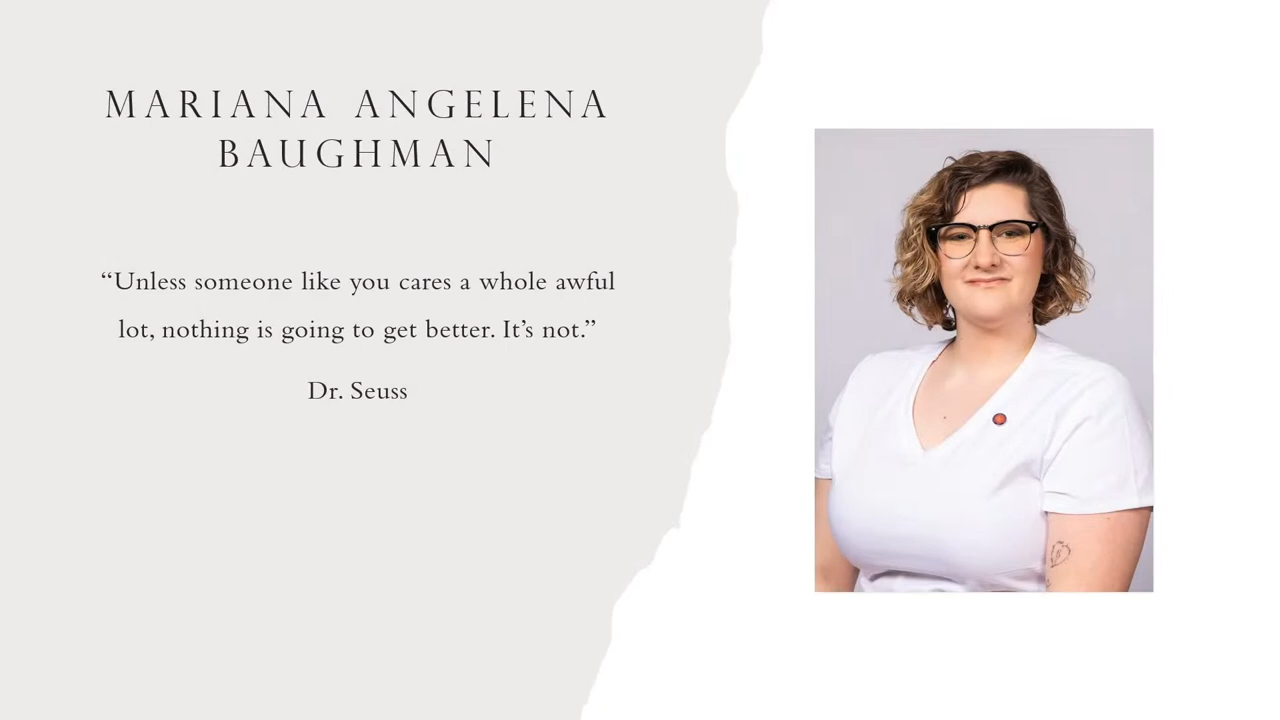 MARIANA ANGELENA
BAUGHMAN
“Unless someone like you cares a whole awful
lot, nothing is going to get better. It’s not.”
Dr. Seuss